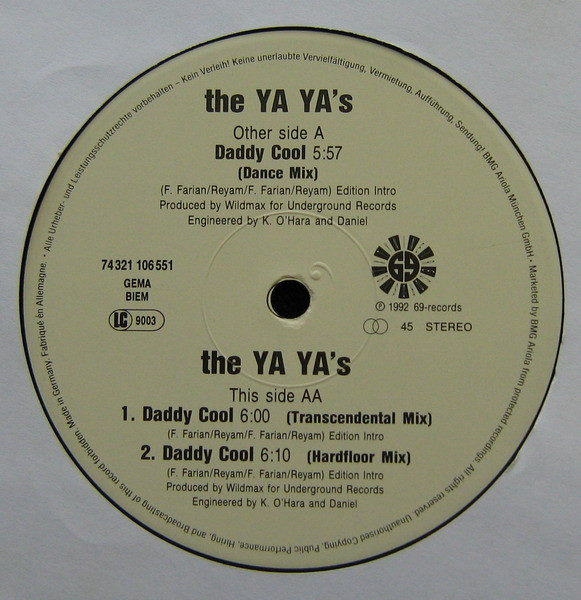 Alle Urheber- und Leistungsschutzrechte vorbehalten – Kein Verleih! Keine unerlaubte Vervielfältigung, Vermietung, Aufführung, Sendung! BMG Ariola München GmbH. • Marketed by BMG Ariola from protected recordings. All rights reserved. Unauthorised Copying, Public Performance, Hiring, and Broadcasting of this record forbidden. Made in Germany. Fabriqué en Allemagne. •
the YA YA's
Other side A
Daddy Cool 5:57
(Dance Mix)
(F. Farian/Reyam/F. Farian/Reyam) Edition Intro
Produced by Wildmax for Underground Records
Engineered by K. O'Hara and Daniel
74321 106551
GEMA
BIEM
LC 9003
69
℗ 1992 69-records
45 STEREO
the YA YA's
This side AA
1. Daddy Cool 6:00 (Transcendental Mix)
(F. Farian/Reyam/F. Farian/Reyam) Edition Intro
2. Daddy Cool 6:10 (Hardfloor Mix)
(F. Farian/Reyam/F. Farian/Reyam) Edition Intro
Produced by Wildmax for Underground Records
Engineered by K. O'Hara and Daniel